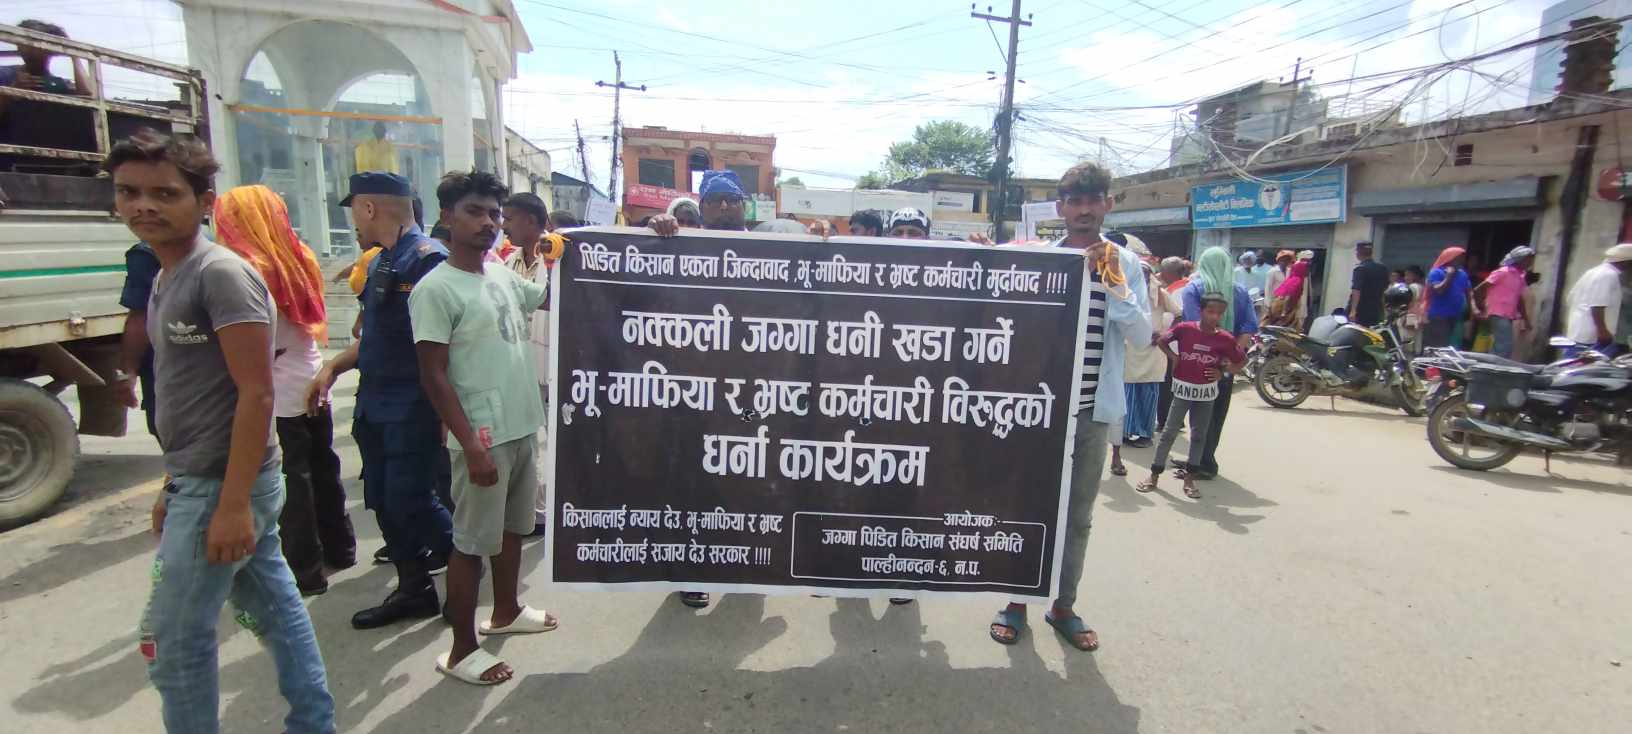 पिडित किसान एकता जिन्दावाद ,भू-माफिया र भ्रष्ट कर्मचारी मुर्दावाद !!!!
नक्कली जग्गा धनी खडा गर्ने
भू-माफिया र भ्रष्ट कर्मचारी विरूद्धको
धर्ना कार्यक्रम
किसानलाई न्याय देउ, भू-माफिया र भ्रष्ट
कर्मचारीलाई सजाय देउ सरकार !!!!
आयोजक:-
जग्गा पिडित किसान संघर्ष समिति
पाल्हीनन्दन-६, न.प.
adidas